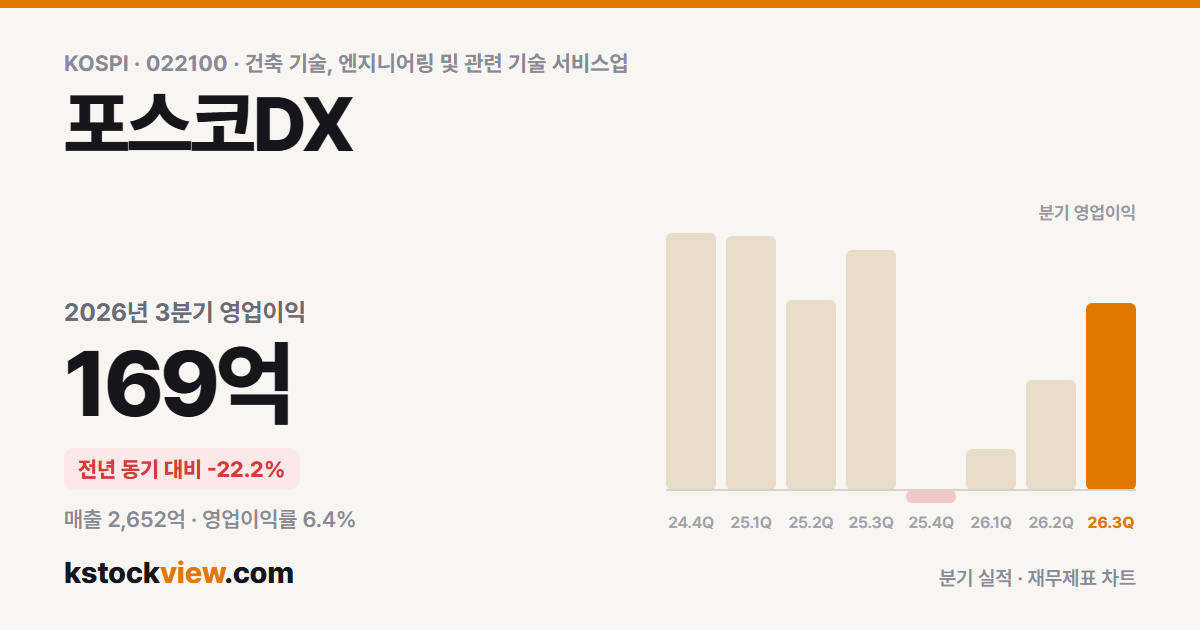 KOSPI · 022100 · 건축 기술, 엔지니어링 및 관련 기술 서비스업
포스코DX
분기 영업이익
2026년 3분기 영업이익
169억
전년 동기 대비 -22.2%
매출 2,652억 · 영업이익률 6.4%
24.4Q 25.1Q 25.2Q 25.3Q 25.4Q 26.1Q 26.2Q 26.3Q
kstockview.com
분기 실적 · 재무제표 차트